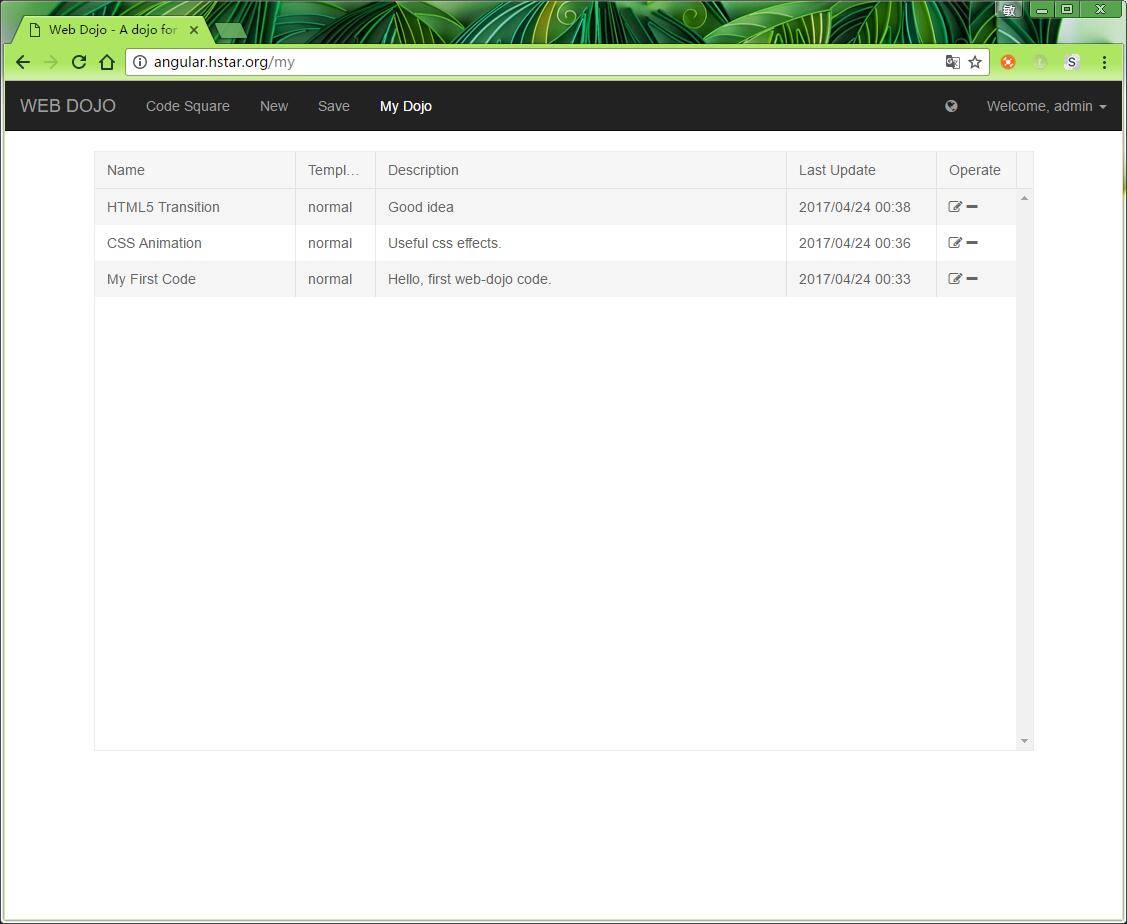 敏
Web Dojo - A dojo for
angular.hstar.org/my
S
WEB DOJO Code Square New Save My Dojo Welcome, admin
Name Templ... Description Last Update Operate
HTML5 Transition normal Good idea 2017/04/24 00:38
CSS Animation normal Useful css effects. 2017/04/24 00:36
My First Code normal Hello, first web-dojo code. 2017/04/24 00:33